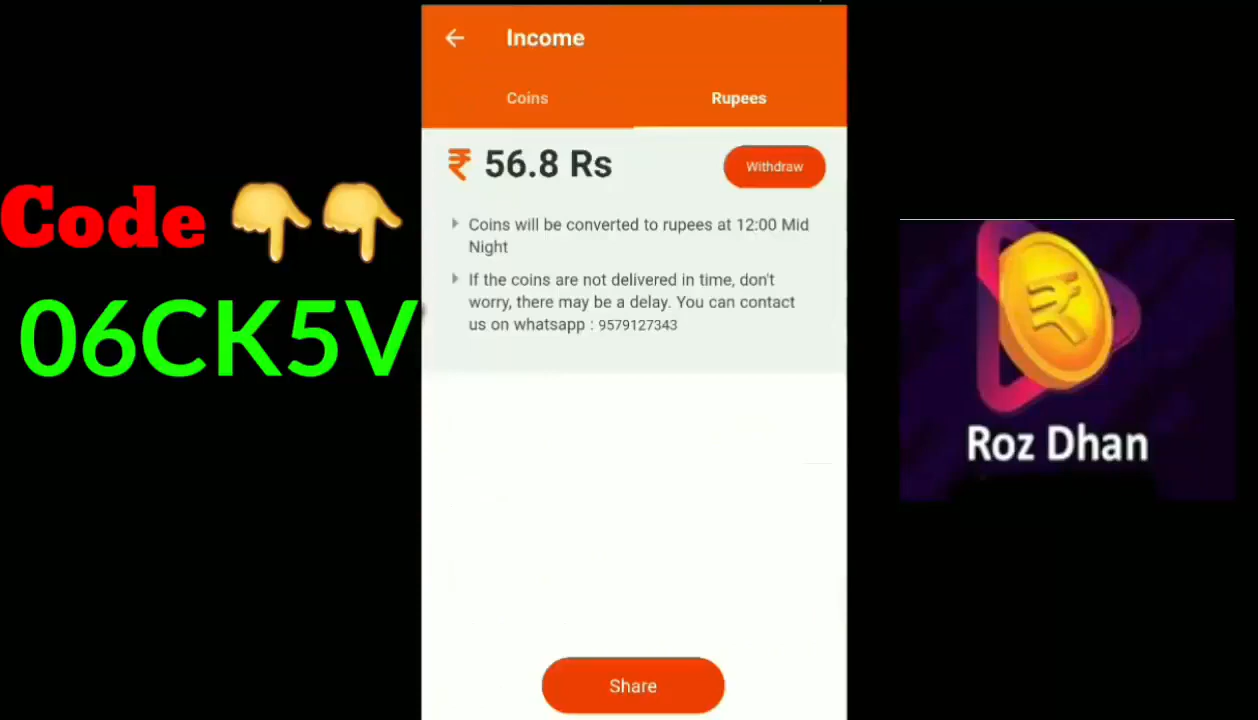 Income
Coins
Rupees
₹ 56.8 Rs
Withdraw
Coins will be converted to rupees at 12:00 Mid
Night
If the coins are not delivered in time, don't
worry, there may be a delay. You can contact
us on whatsapp : 9579127343
Share
Code 👇👇
06CK5V
Roz Dhan